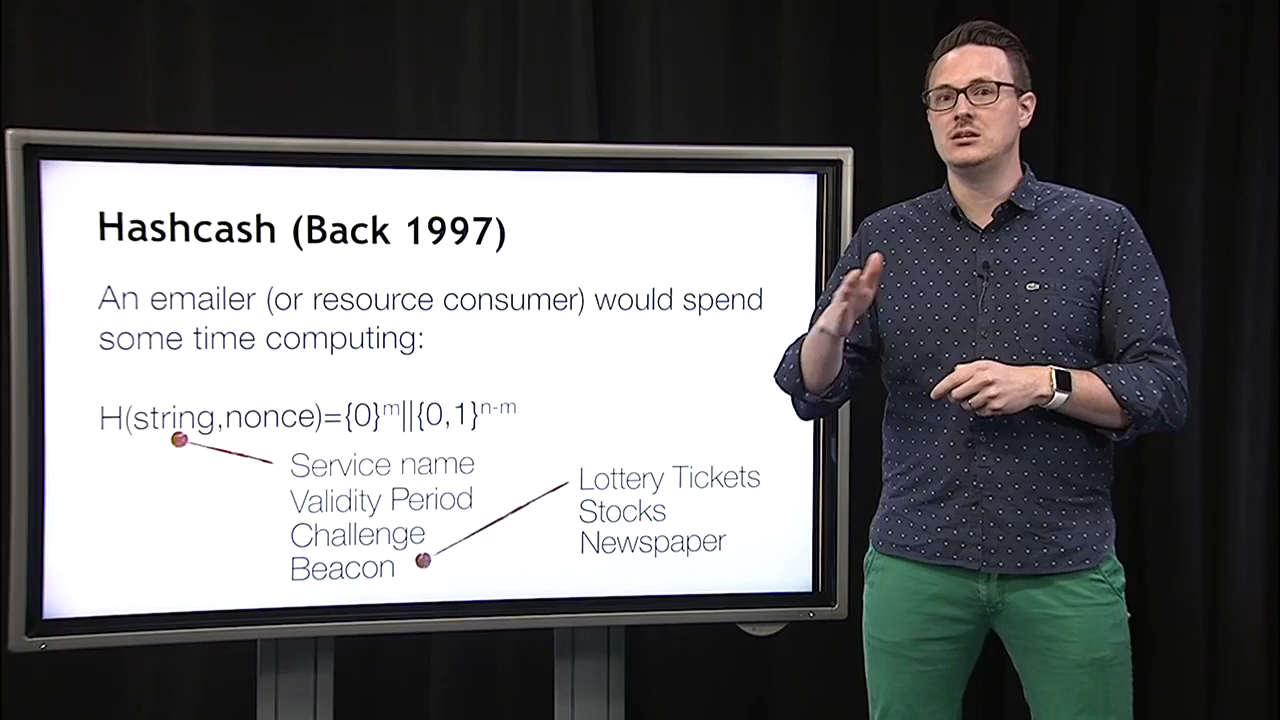 Hashcash (Back 1997)
An emailer (or resource consumer) would spend
some time computing:
H(string,nonce)={0}ᵐ||{0,1}ⁿ⁻ᵐ
Service name
Validity Period
Challenge
Beacon
Lottery Tickets
Stocks
Newspaper